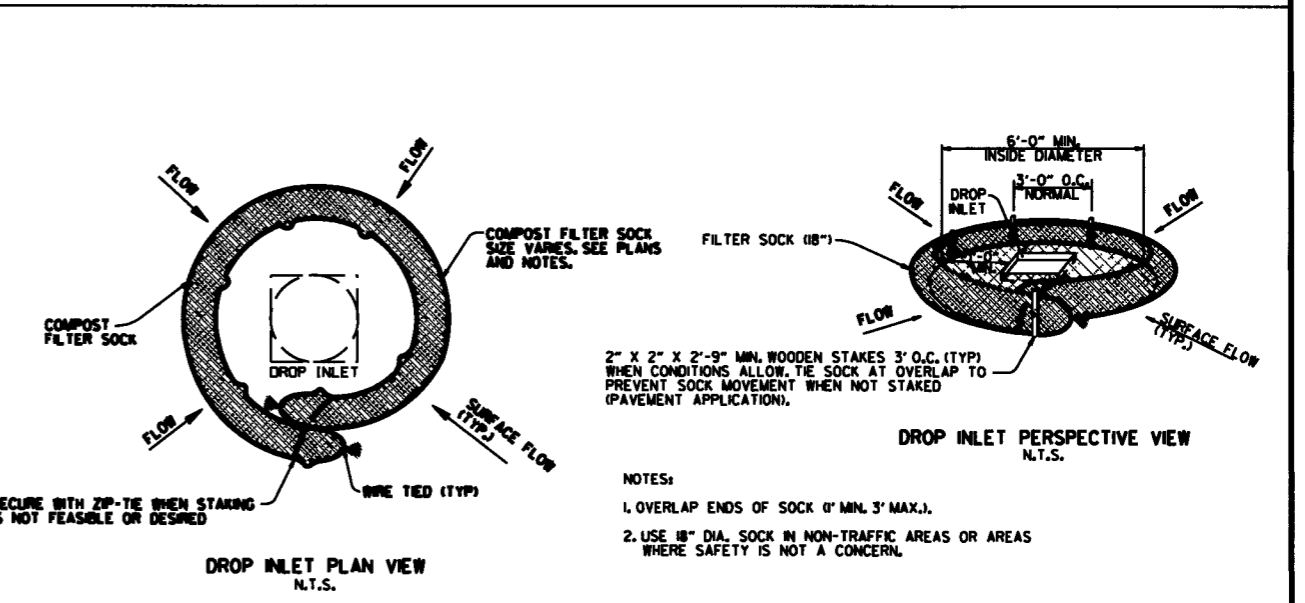 FLOW
FLOW
COMPOST FILTER SOCK
SIZE VARIES. SEE PLANS
AND NOTES.
COMPOST
FILTER SOCK
DROP INLET
FLOW
SURFACE FLOW
(TYP.)
WIRE TIED (TYP)
ECURE WITH ZIP-TIE WHEN STAKING
S NOT FEASIBLE OR DESIRED
DROP INLET PLAN VIEW
N.T.S.
6'-0" MIN.
INSIDE DIAMETER
3'-0" O.C.
NORMAL
DROP
INLET
FLOW
FLOW
FILTER SOCK (18")
MIN.
FLOW
SURFACE FLOW
(TYP.)
2" X 2" X 2'-9" MIN. WOODEN STAKES 3' O.C. (TYP)
WHEN CONDITIONS ALLOW. TIE SOCK AT OVERLAP TO
PREVENT SOCK MOVEMENT WHEN NOT STAKED
(PAVEMENT APPLICATION).
DROP INLET PERSPECTIVE VIEW
N.T.S.
NOTES:
1. OVERLAP ENDS OF SOCK (1' MIN. 3' MAX.).
2. USE 18" DIA. SOCK IN NON-TRAFFIC AREAS OR AREAS
WHERE SAFETY IS NOT A CONCERN.